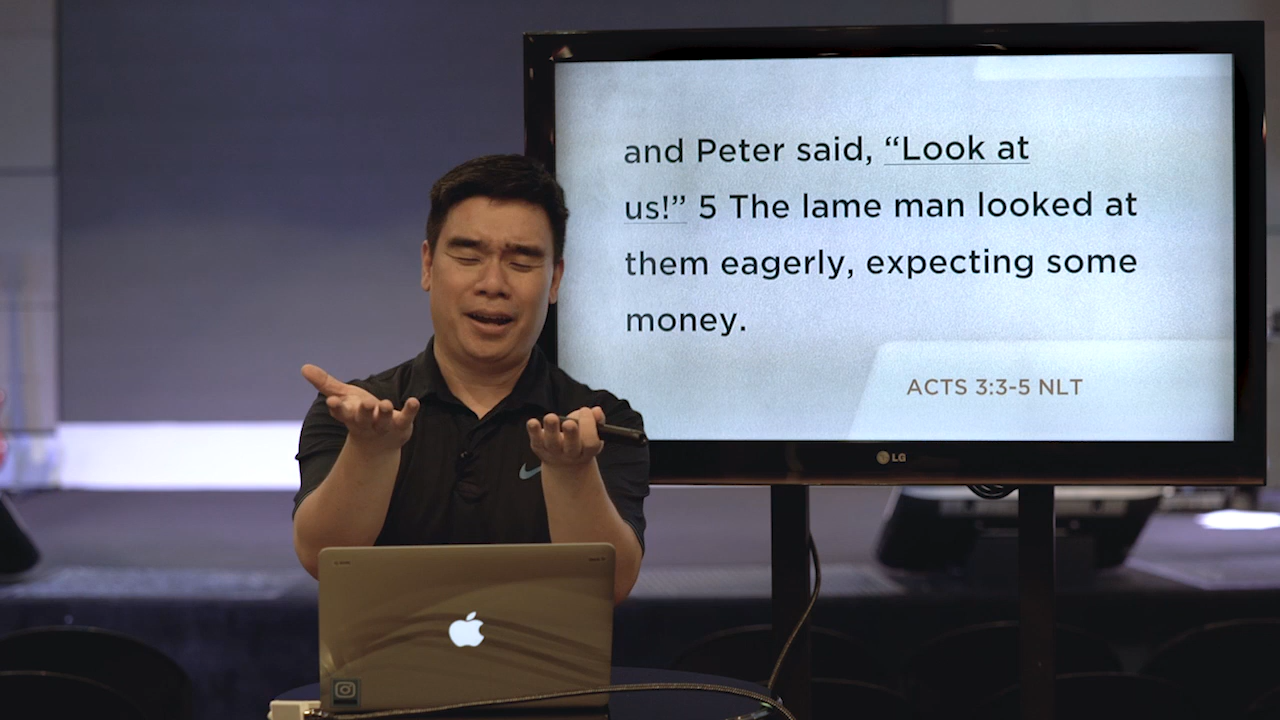 and Peter said, “Look at
us!” 5 The lame man looked at
them eagerly, expecting some
money.
ACTS 3:3-5 NLT
LG